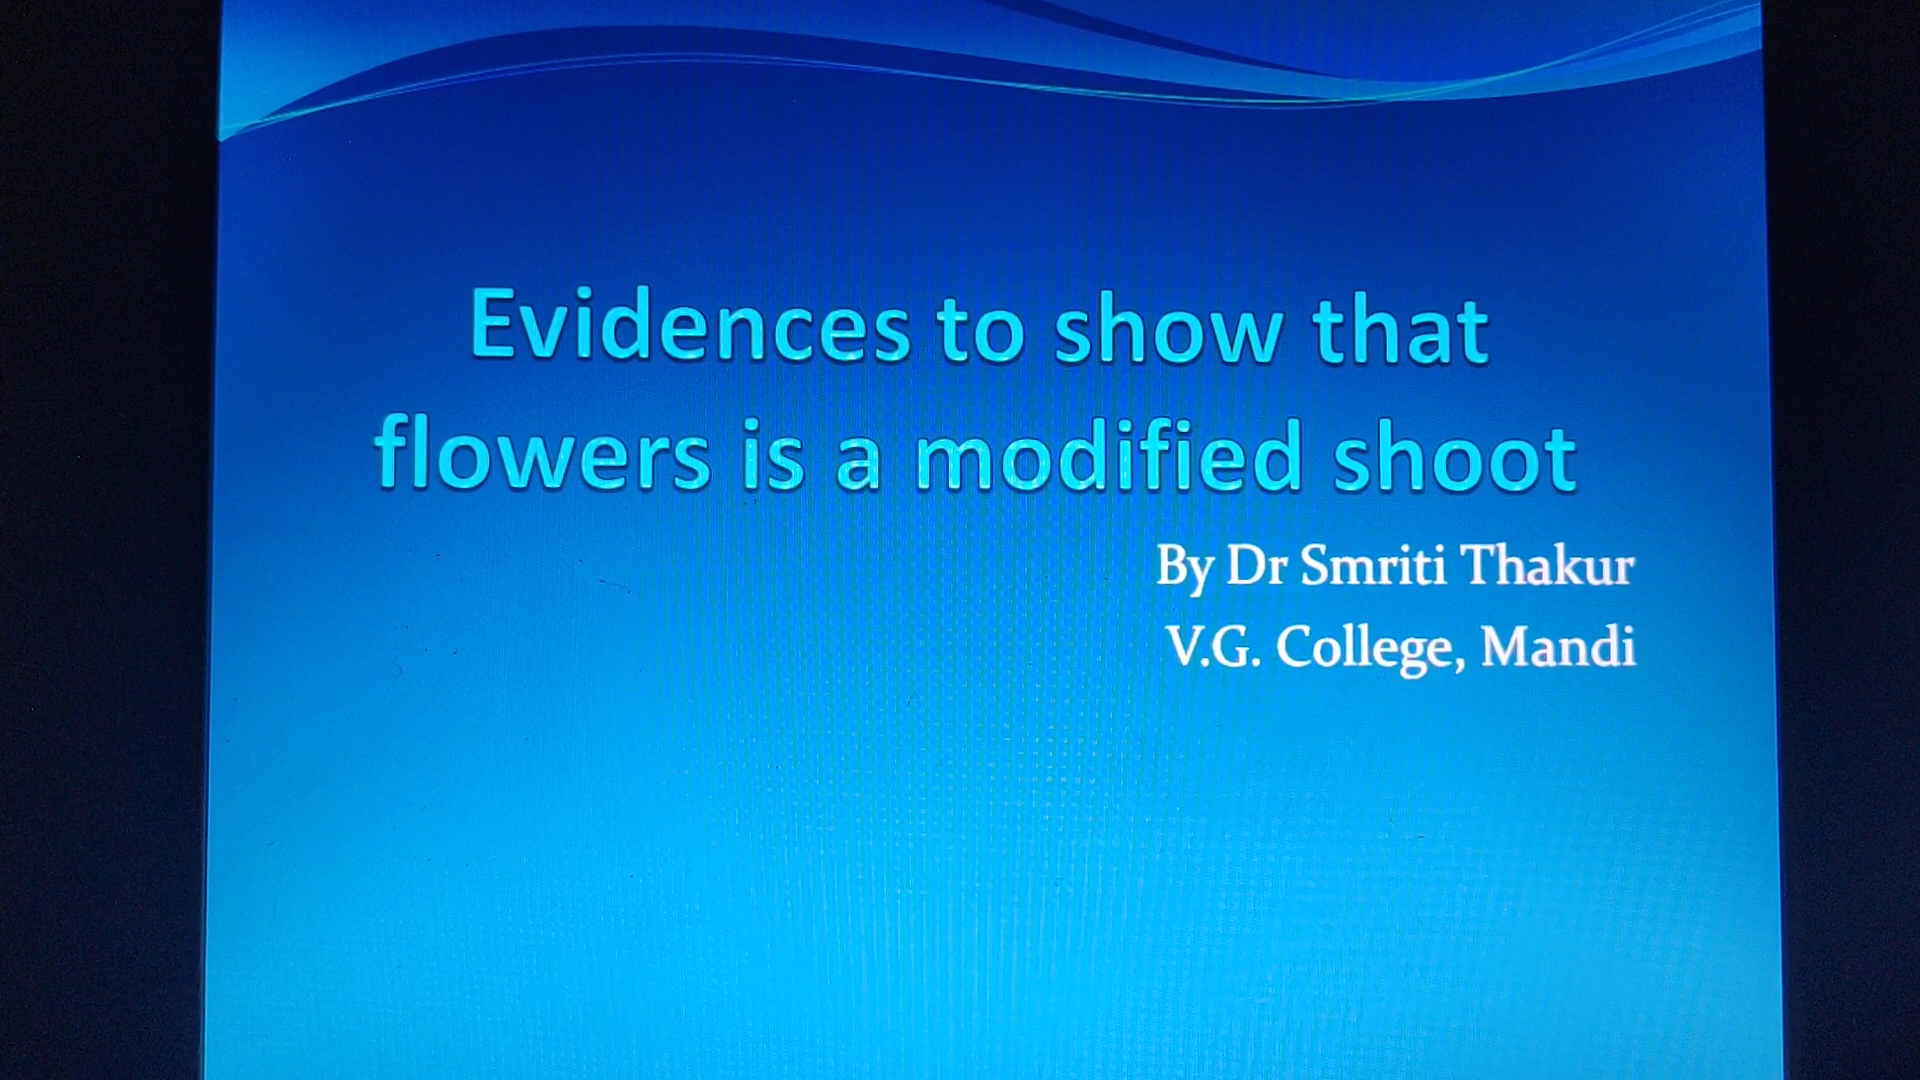 Evidences to show that
flowers is a modified shoot
By Dr Smriti Thakur
V.G. College, Mandi